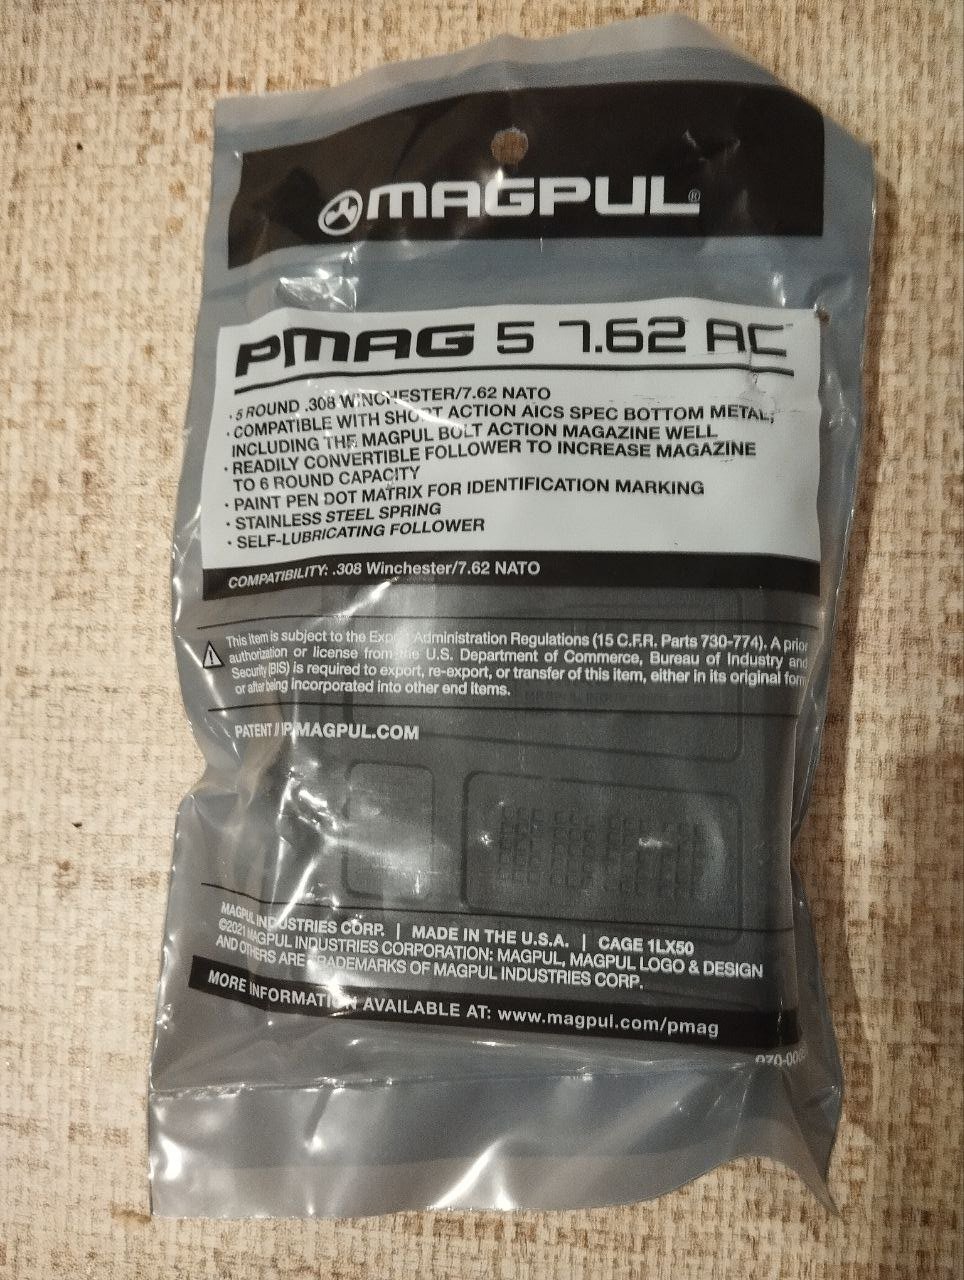 MAGPUL®
PMAG 5 7.62 AC
· 5 ROUND .308 WINCHESTER/7.62 NATO
· COMPATIBLE WITH SHORT ACTION AICS SPEC BOTTOM METAL,
INCLUDING THE MAGPUL BOLT ACTION MAGAZINE WELL
· READILY CONVERTIBLE FOLLOWER TO INCREASE MAGAZINE
TO 6 ROUND CAPACITY
· PAINT PEN DOT MATRIX FOR IDENTIFICATION MARKING
· STAINLESS STEEL SPRING
· SELF-LUBRICATING FOLLOWER
COMPATIBILITY: .308 Winchester/7.62 NATO
This item is subject to the Export Administration Regulations (15 C.F.R. Parts 730-774). A prior
authorization or license from the U.S. Department of Commerce, Bureau of Industry and
Security (BIS) is required to export, re-export, or transfer of this item, either in its original form
or after being incorporated into other end items.
PATENT // IP.MAGPUL.COM
MAGPUL INDUSTRIES CORP. | MADE IN THE U.S.A. | CAGE 1LX50
©2021 MAGPUL INDUSTRIES CORPORATION: MAGPUL, MAGPUL LOGO & DESIGN
AND OTHERS ARE TRADEMARKS OF MAGPUL INDUSTRIES CORP.
MORE INFORMATION AVAILABLE AT: www.magpul.com/pmag